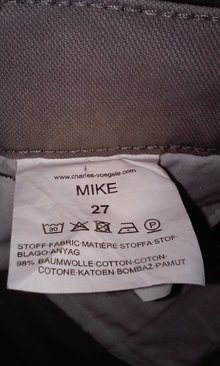 www.charles-voegele.com
MIKE
27
30 P
STOFF·FABRIC·MATIÈRE·STOFFA·STOF·
BLAGO·ANYAG
98% BAUMWOLLE·COTTON·COTON·
COTONE·KATOEN·BOMBAŽ·PAMUT